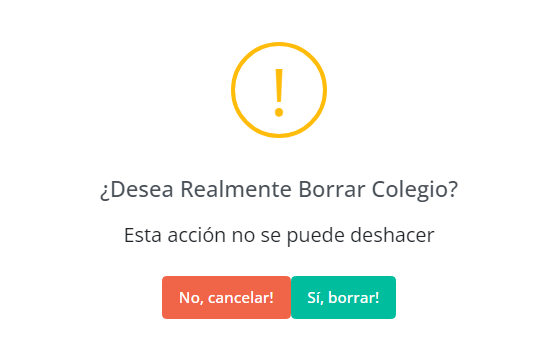 ¿Desea Realmente Borrar Colegio?
Esta acción no se puede deshacer
No, cancelar! Sí, borrar!